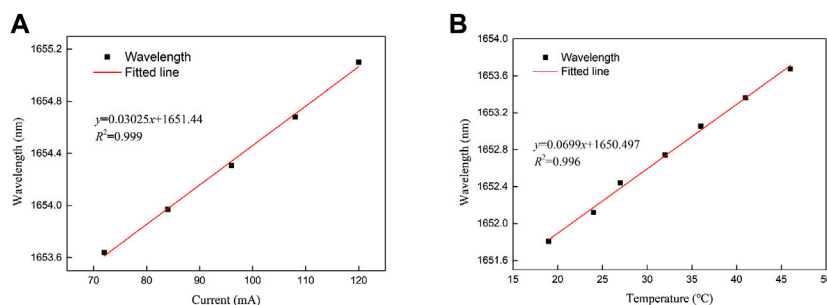 A
1655.2
1654.8
1654.4
1654.0
1653.6
Wavelength (nm)
Wavelength
Fitted line
y=0.03025x+1651.44
R²=0.999
70 80 90 100 110 120
Current (mA)
B
1654.0
1653.6
1653.2
1652.8
1652.4
1652.0
1651.6
Wavelength (nm)
Wavelength
Fitted line
y=0.0699x+1650.497
R²=0.996
15 20 25 30 35 40 45 50
Temperature (℃)